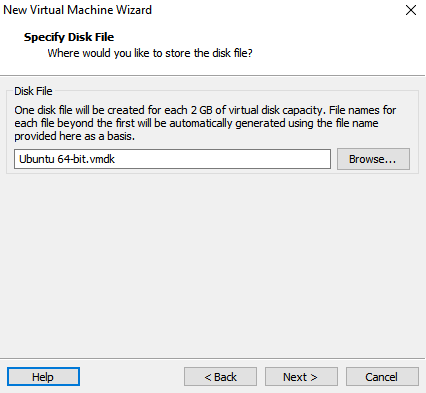 New Virtual Machine Wizard
Specify Disk File
Where would you like to store the disk file?
Disk File
One disk file will be created for each 2 GB of virtual disk capacity. File names for
each file beyond the first will be automatically generated using the file name
provided here as a basis.
Ubuntu 64-bit.vmdk
Browse...
Help
< Back
Next >
Cancel